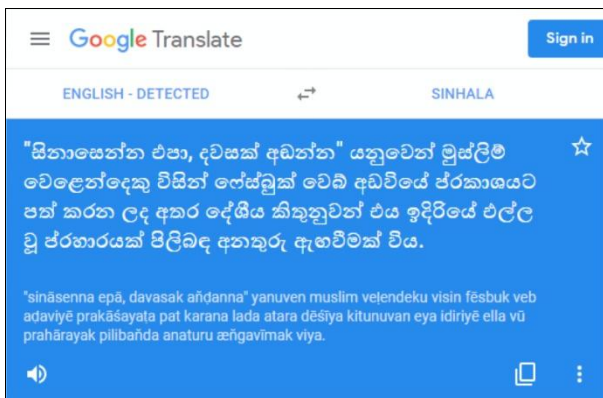 Google Translate
Sign in
ENGLISH - DETECTED
SINHALA
"සිනාසෙන්න එපා, දවසක් අඬන්න" යනුවෙන් මුස්ලිම්
වෙළෙන්දෙකු විසින් ෆේස්බුක් වෙබ් අඩවියේ ප්රකාශයට
පත් කරන ලද අතර දේශීය කිතුනුවන් එය ඉදිරියේ එල්ල
වූ ප්රහාරයක් පිලිබඳ අනතුරු ඇඟවීමක් විය.
"sināsenna epā, davasak añḍanna" yanuven muslim veḷendeku visin fēsbuk veb
aḍaviyē prakāśayaṭa pat karana lada atara dēśīya kitunuvan eya idiriyē ella vū
prahārayak pilibañda anaturu æṅgavīmak viya.